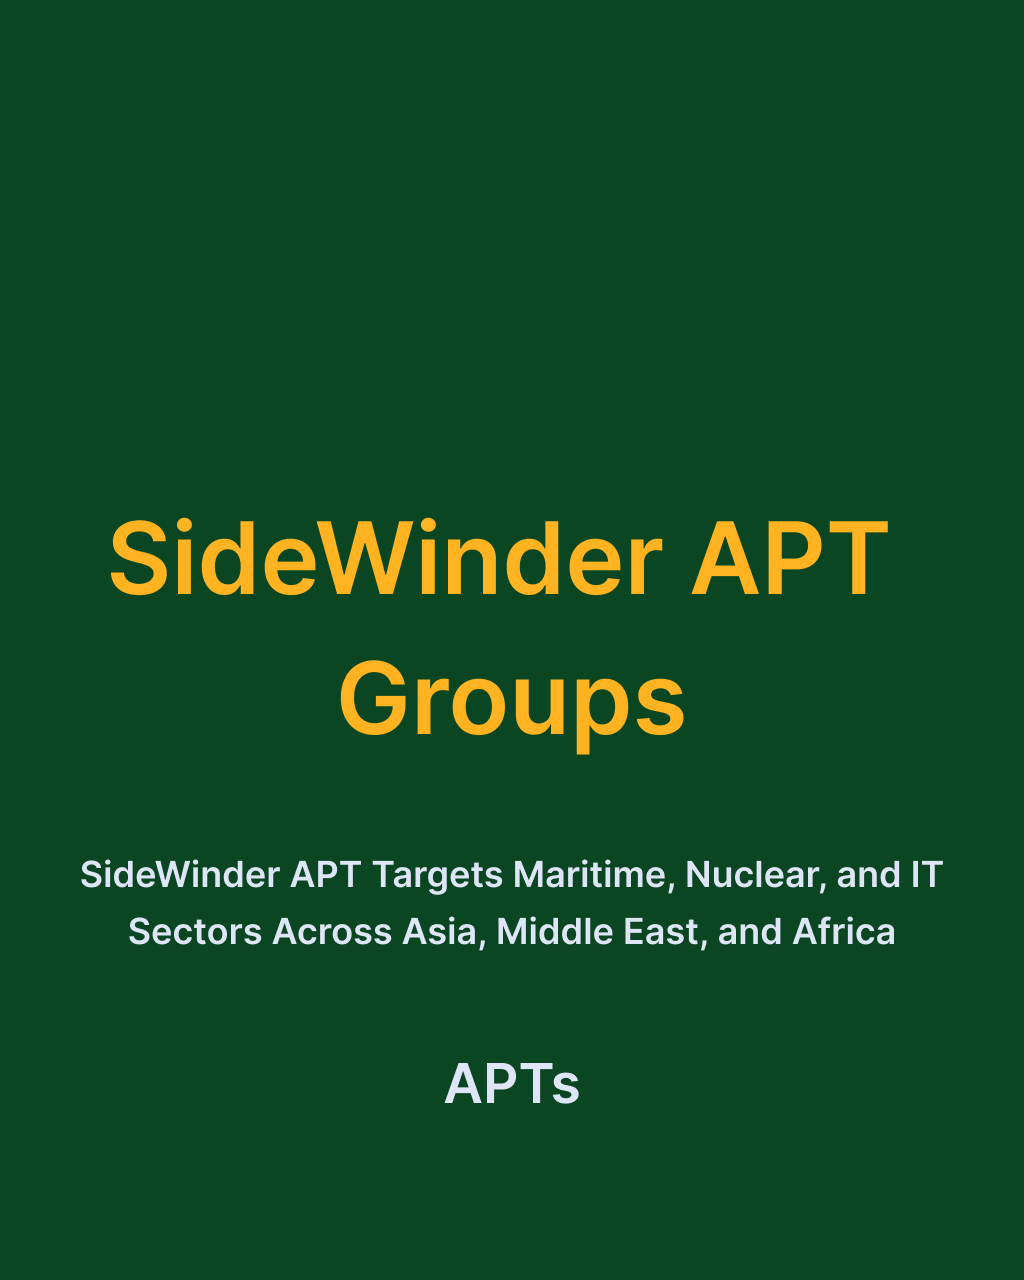 SideWinder APT
Groups
SideWinder APT Targets Maritime, Nuclear, and IT
Sectors Across Asia, Middle East, and Africa
APTs